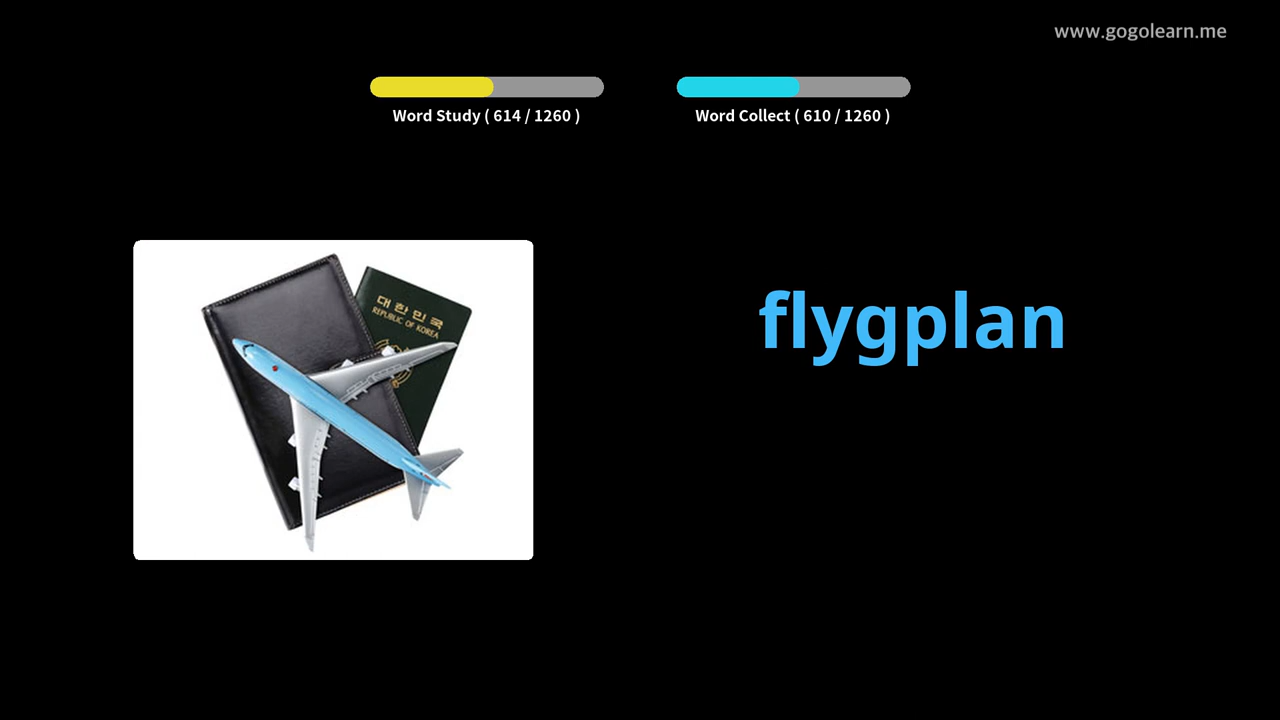 www.gogolearn.me
Word Study ( 614 / 1260 )
Word Collect ( 610 / 1260 )
대한민국
REPUBLIC OF KOREA
flygplan